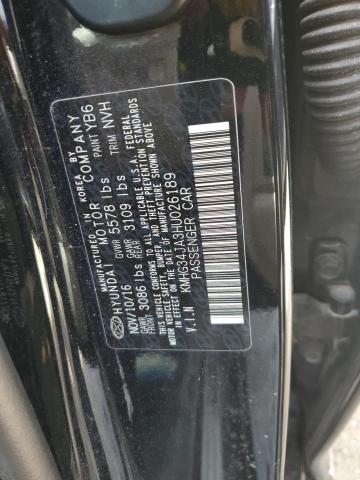 MANUFACTURED IN KOREA BY
HYUNDAI MOTOR COMPANY
NOV/10/16 GVWR 5578 lbs PAINT YB6
GAWR FRONT 3086 lbs GAWR REAR 3109 lbs TRIM NVH
THIS VEHICLE CONFORMS TO ALL APPLICABLE U.S.A. FEDERAL
MOTOR VEHICLE SAFETY, BUMPER, AND THEFT PREVENTION STANDARDS
IN EFFECT ON THE DATE OF MANUFACTURE SHOWN ABOVE
V.I.N KMHG34JA3HU026189
PASSENGER CAR